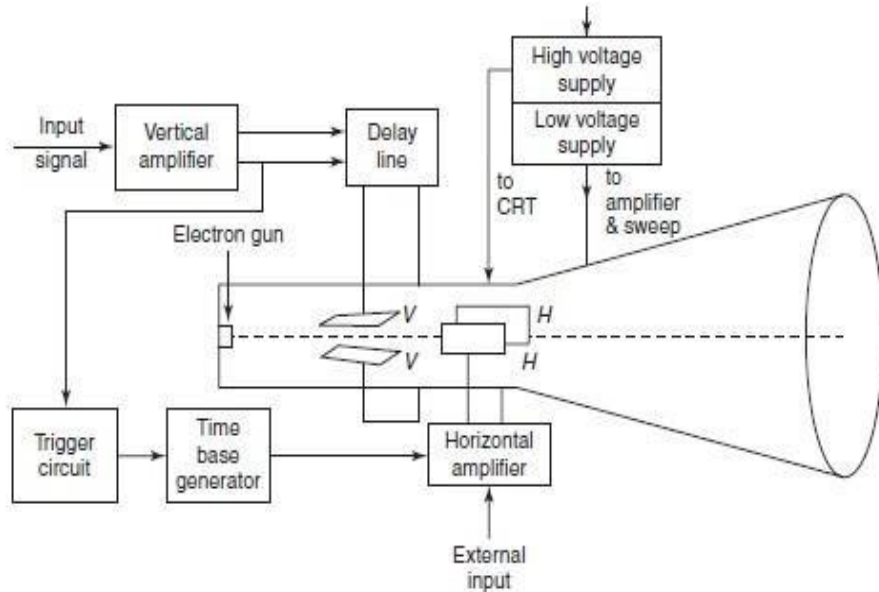 High voltage
supply
Low voltage
supply
Input
signal
Vertical
amplifier
Delay
line
to
CRT
to
amplifier
& sweep
Electron gun
V
H
V
H
Trigger
circuit
Time
base
generator
Horizontal
amplifier
External
input